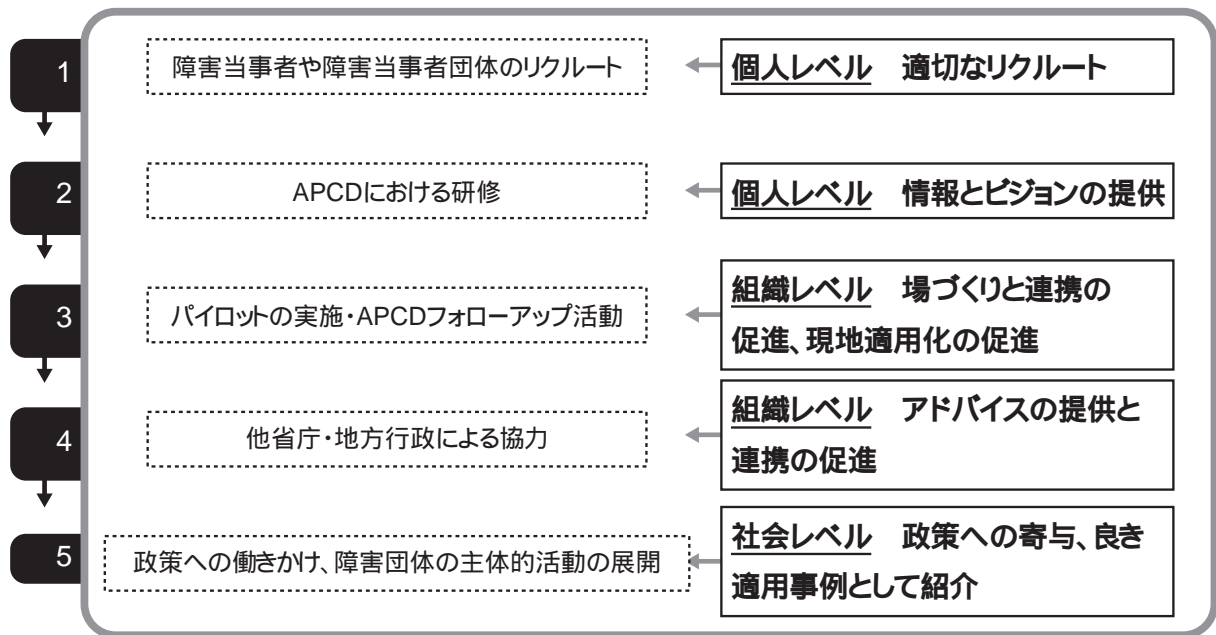 1
障害当事者や障害当事者団体のリクルート
個人レベル　適切なリクルート
2
APCDにおける研修
個人レベル　情報とビジョンの提供
3
パイロットの実施・APCDフォローアップ活動
組織レベル　場づくりと連携の
促進、現地適用化の促進
4
他省庁・地方行政による協力
組織レベル　アドバイスの提供と
連携の促進
5
政策への働きかけ、障害団体の主体的活動の展開
社会レベル　政策への寄与、良き
適用事例として紹介